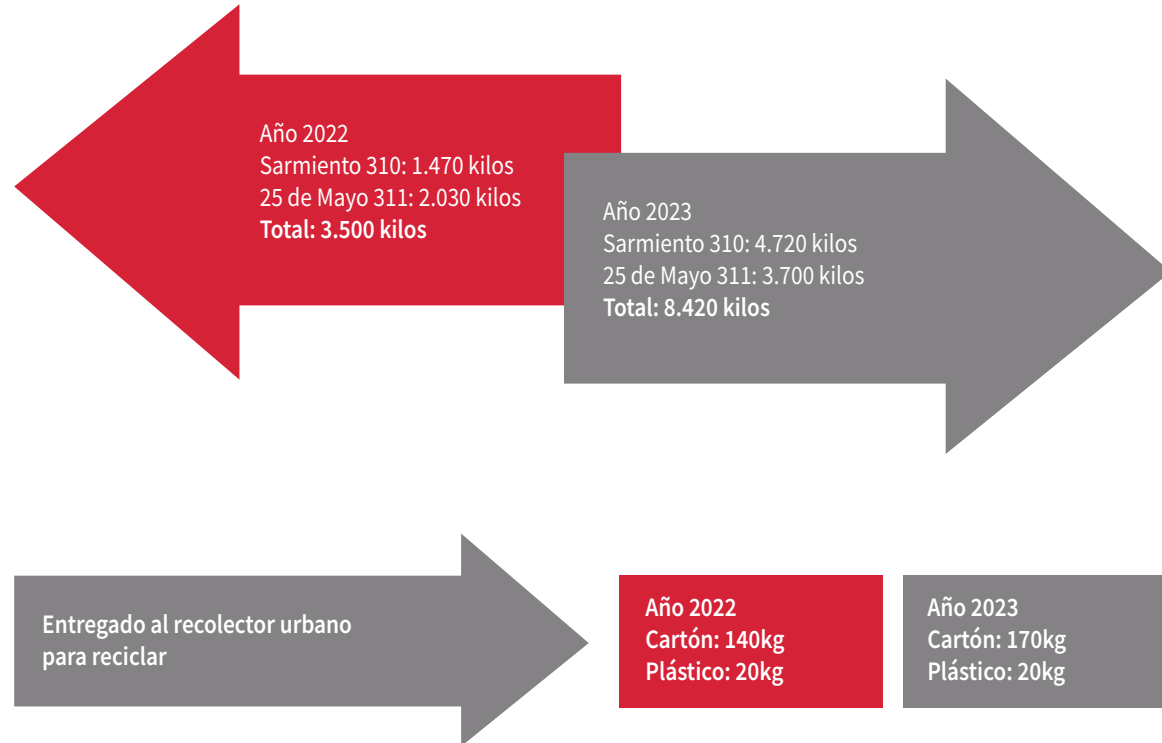 Año 2022
Sarmiento 310: 1.470 kilos
25 de Mayo 311: 2.030 kilos
Total: 3.500 kilos
Año 2023
Sarmiento 310: 4.720 kilos
25 de Mayo 311: 3.700 kilos
Total: 8.420 kilos
Entregado al recolector urbano
para reciclar
Año 2022
Cartón: 140kg
Plástico: 20kg
Año 2023
Cartón: 170kg
Plástico: 20kg